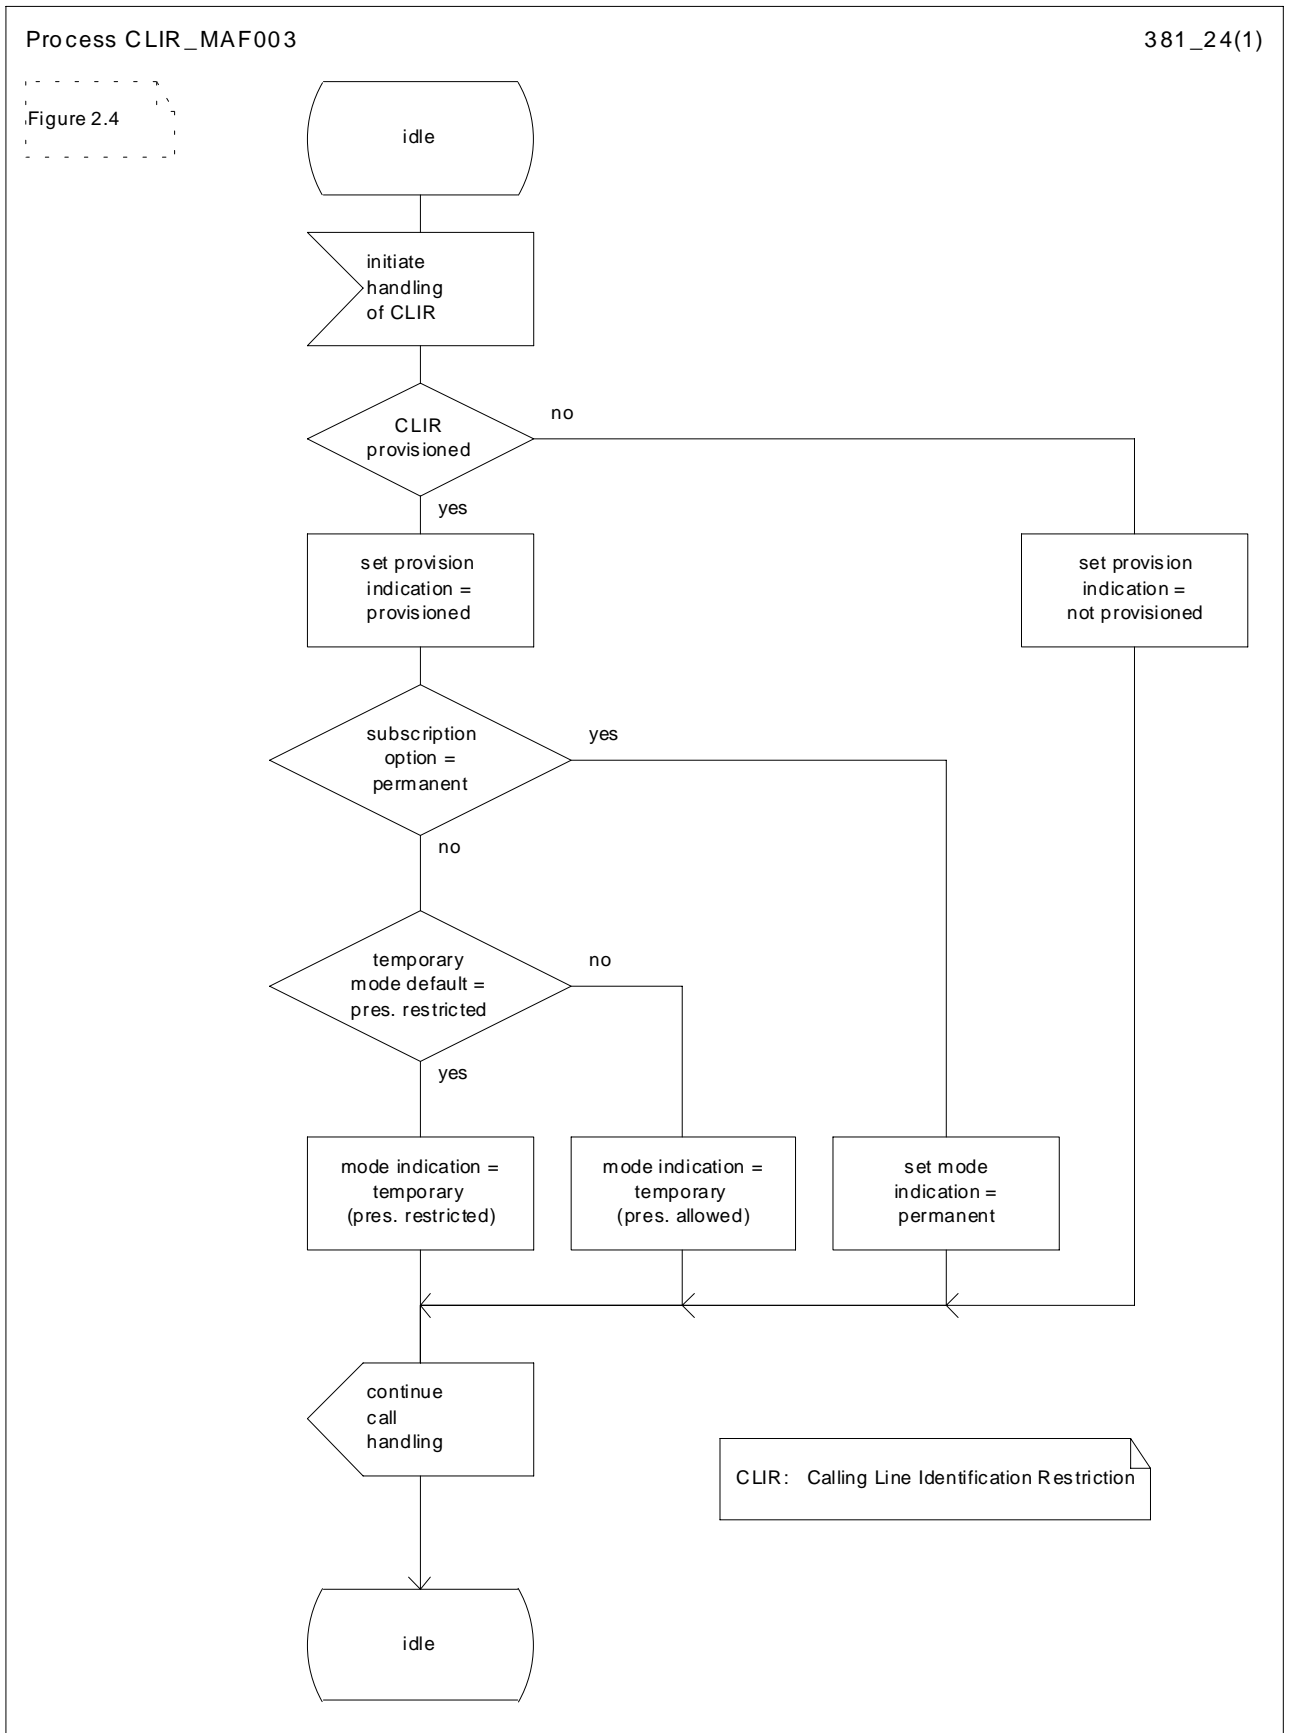 Process CLIR_MAF003
381_24(1)
Figure 2.4
idle
initiate
handling
of CLIR
CLIR
provisioned
no
yes
set provision
indication =
provisioned
set provision
indication =
not provisioned
subscription
option =
permanent
yes
no
temporary
mode default =
pres. restricted
no
yes
mode indication =
temporary
(pres. restricted)
mode indication =
temporary
(pres. allowed)
set mode
indication =
permanent
continue
call
handling
CLIR: Calling Line Identification Restriction
idle